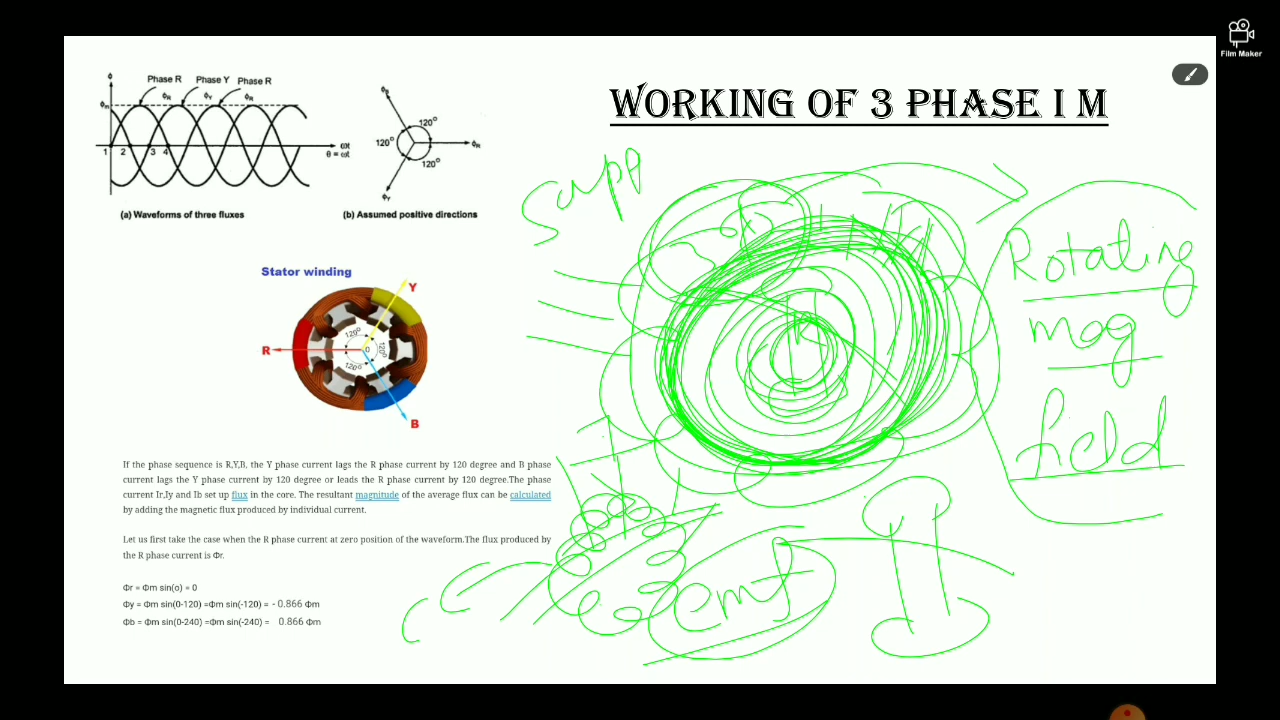 Film Maker
WORKING OF 3 PHASE I M
ϕ
Phase R Phase Y Phase R
ϕm ϕR ϕY ϕR
1 2 3 4
ωt
θ = ωt
(a) Waveforms of three fluxes
ϕB
120°
120°
ϕR
120°
ϕY
(b) Assumed positive directions
Supp
Rotating
mag
field
emf
Stator winding
Y
120°
R
0
120°
120°
B
If the phase sequence is R,Y,B, the Y phase current lags the R phase current by 120 degree and B phase
current lags the Y phase current by 120 degree or leads the R phase current by 120 degree.The phase
current Ir,Iy and Ib set up flux in the core. The resultant magnitude of the average flux can be calculated
by adding the magnetic flux produced by individual current.
Let us first take the case when the R phase current at zero position of the waveform.The flux produced by
the R phase current is Φr.
Φr = Φm sin(o) = 0
Φy = Φm sin(0-120) =Φm sin(-120) = - 0.866 Φm
Φb = Φm sin(0-240) =Φm sin(-240) = 0.866 Φm